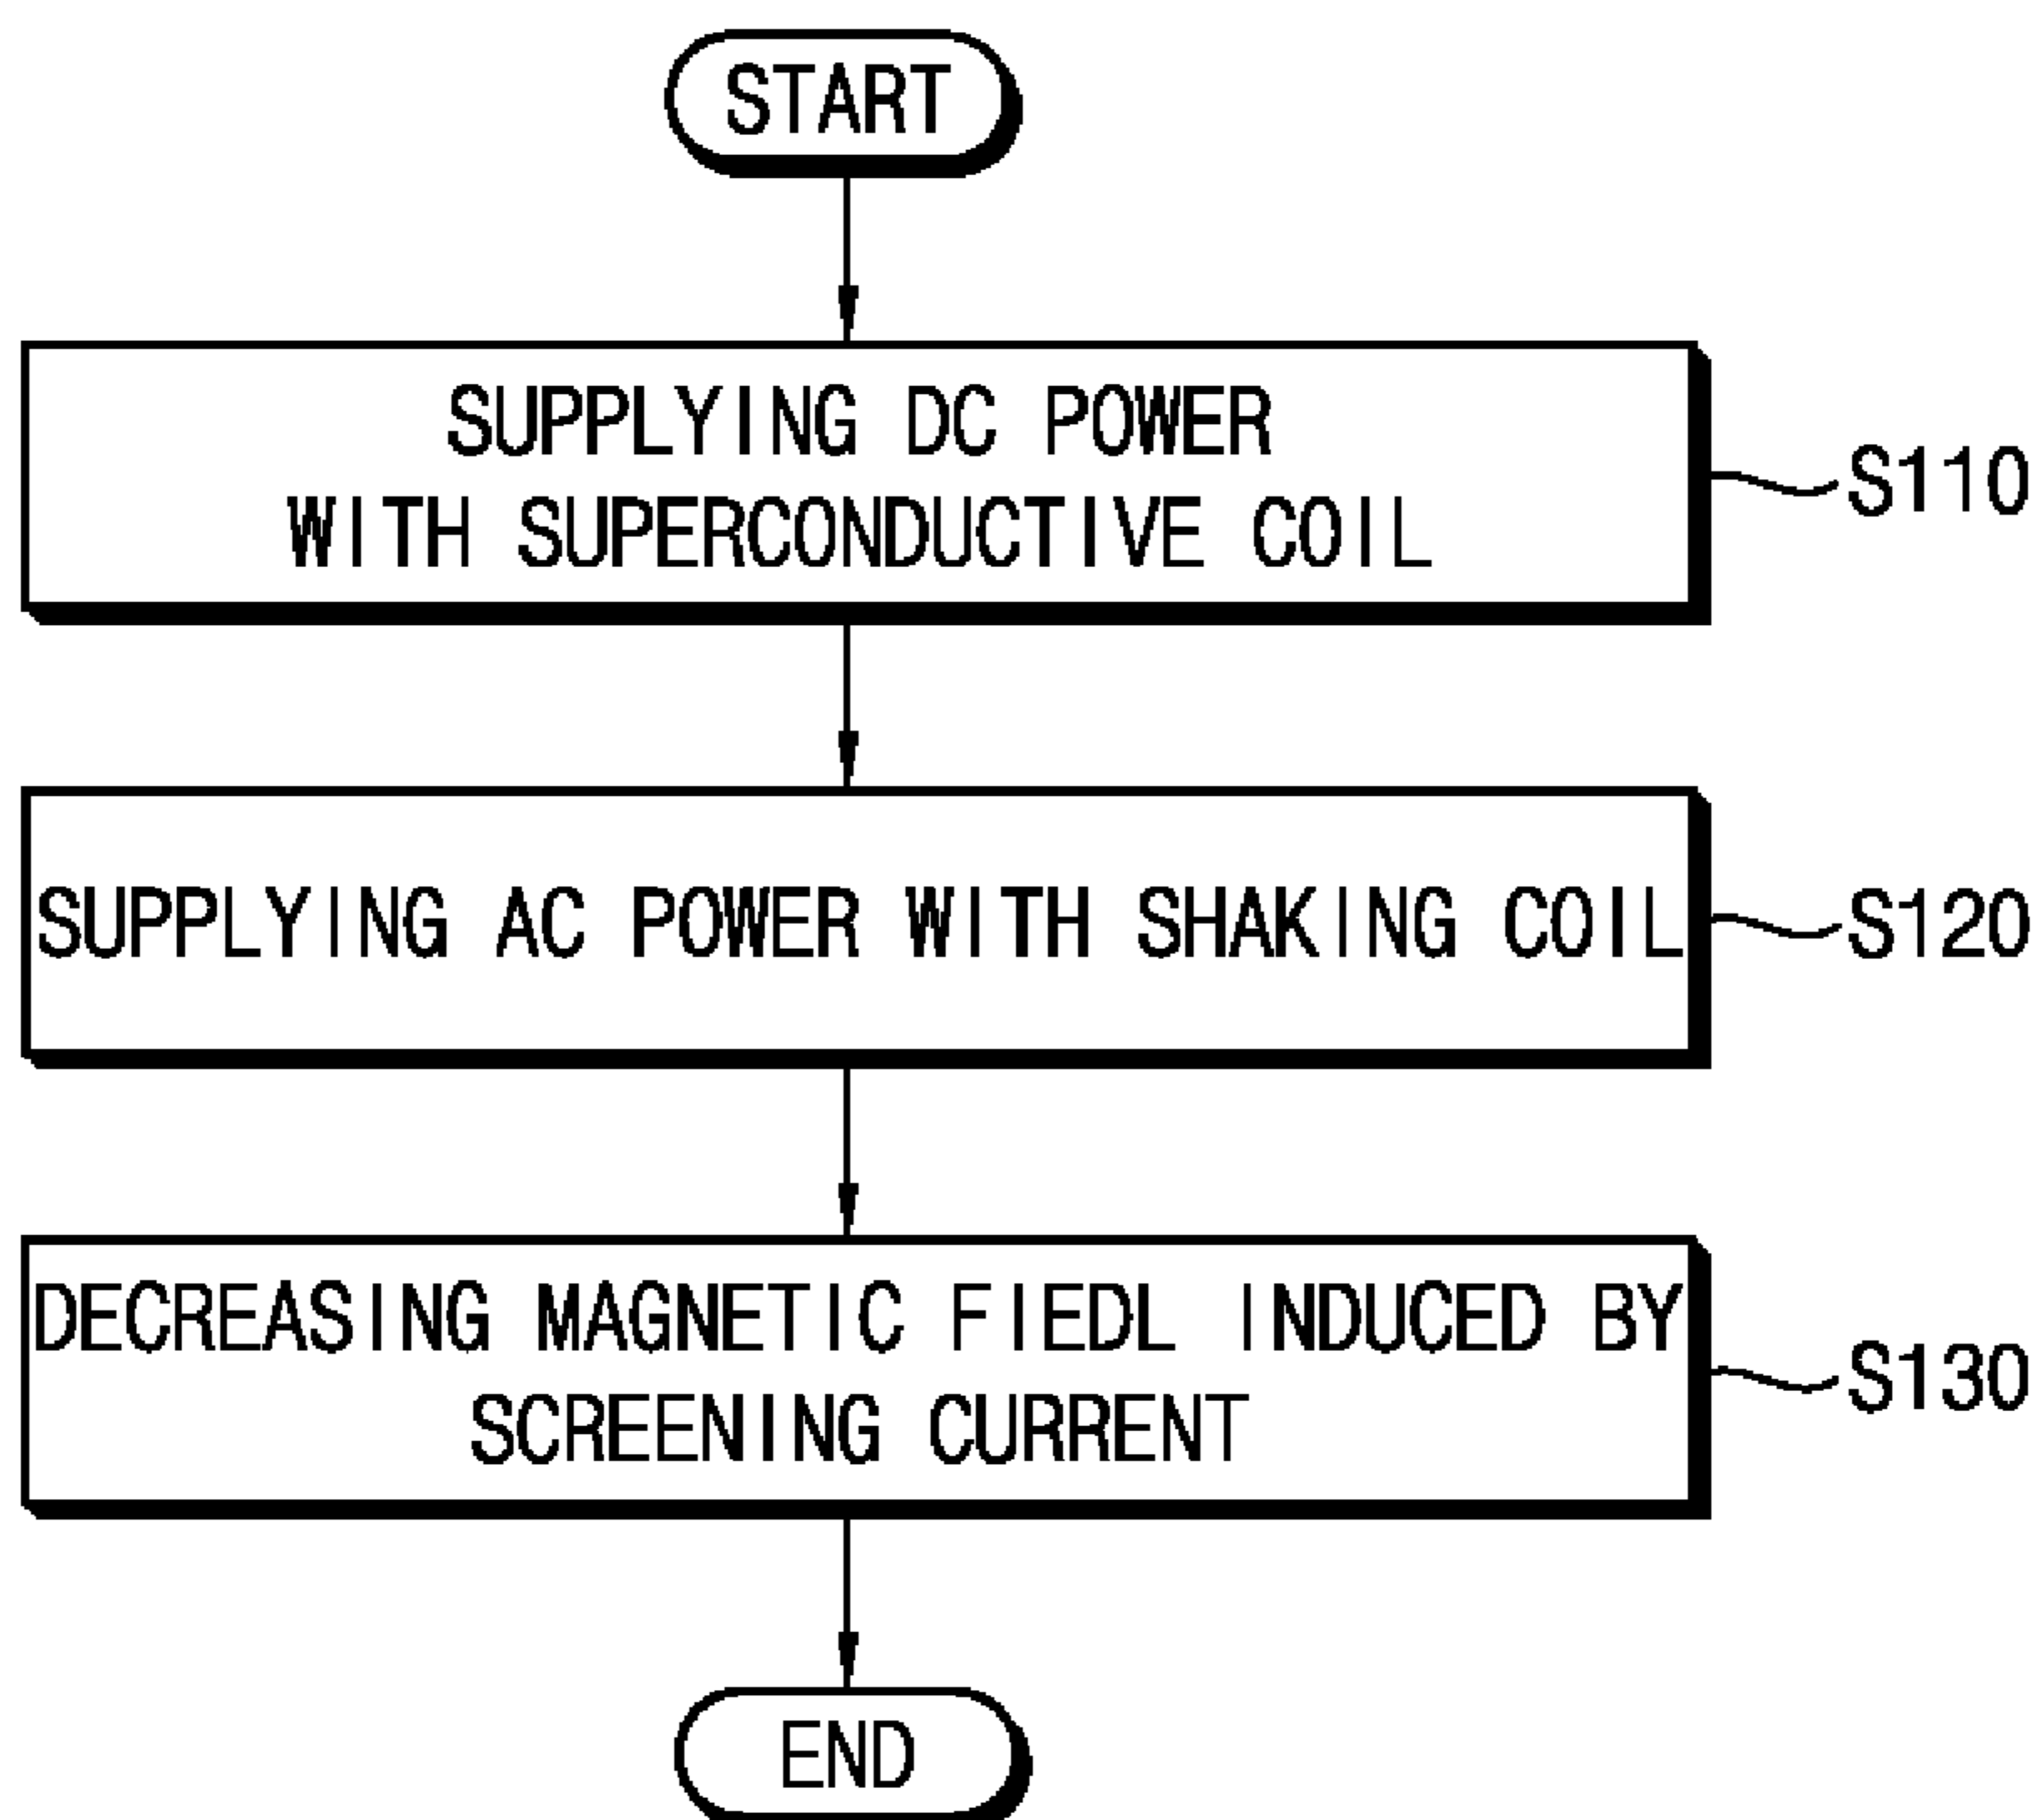 START
SUPPLYING DC POWER
WITH SUPERCONDUCTIVE COIL
S110
SUPPLYING AC POWER WITH SHAKING COIL
S120
DECREASING MAGNETIC FIEDL INDUCED BY
SCREENING CURRENT
S130
END